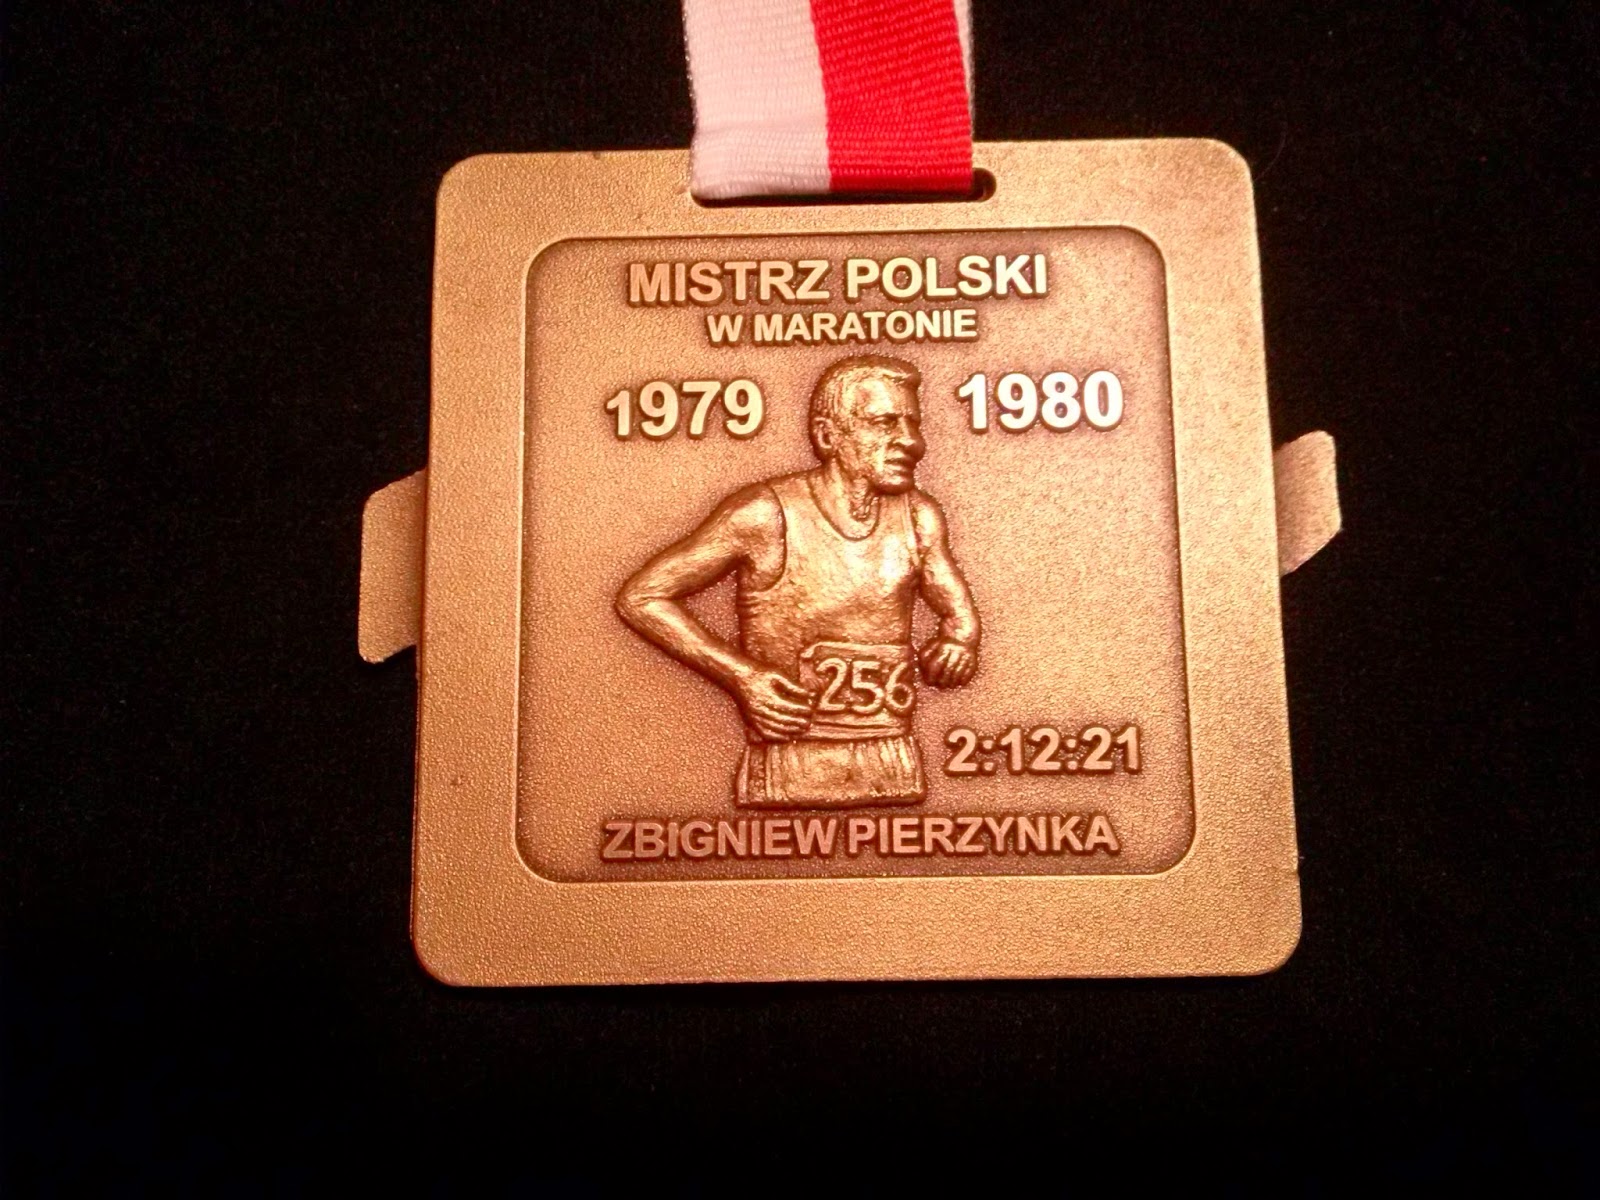 MISTRZ POLSKI
W MARATONIE
1979 1980
256
2:12:21
ZBIGNIEW PIERZYNKA